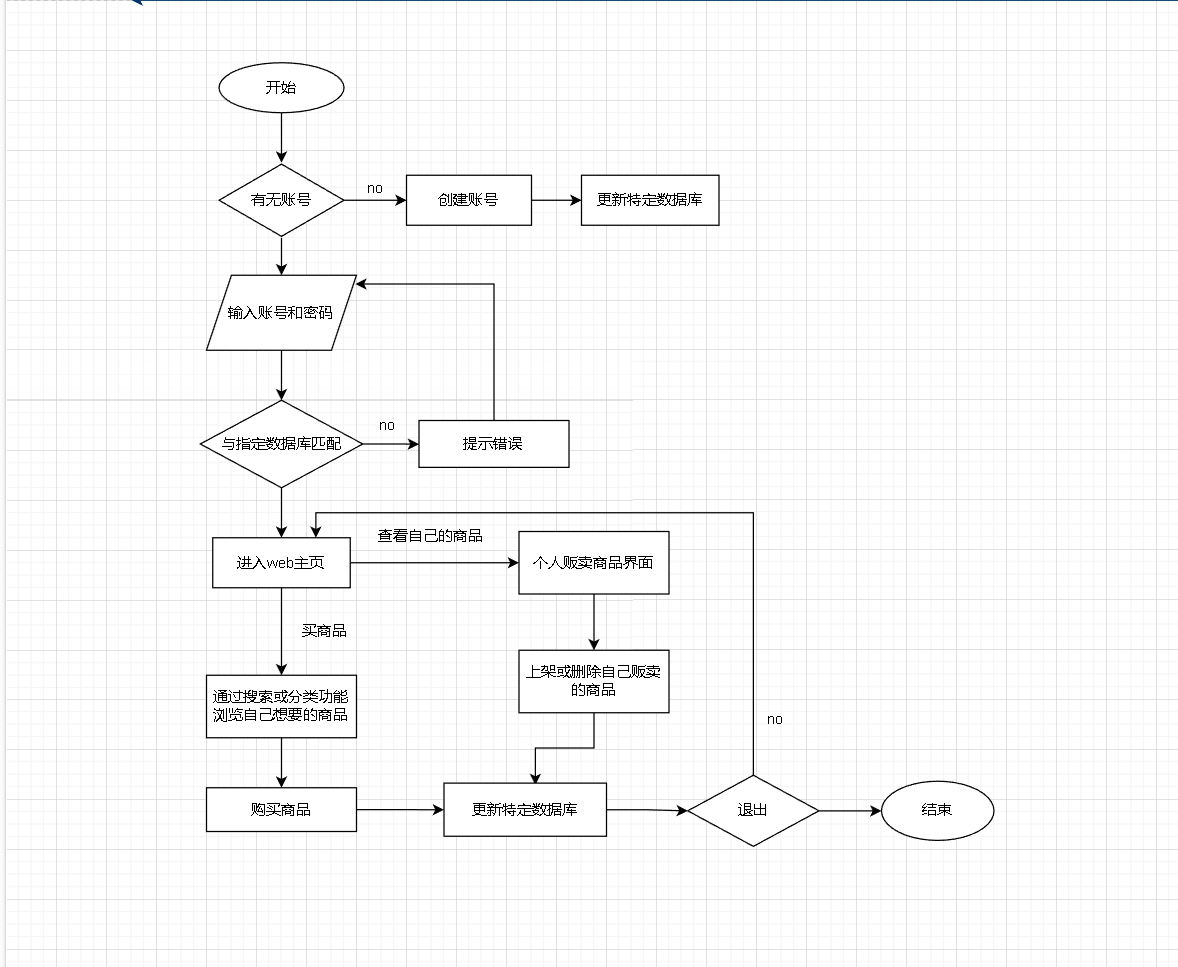 开始
有无账号
no
创建账号
更新特定数据库
输入账号和密码
与指定数据库匹配
no
提示错误
进入web主页
查看自己的商品
个人贩卖商品界面
买商品
通过搜索或分类功能
浏览自己想要的商品
上架或删除自己贩卖
的商品
no
购买商品
更新特定数据库
退出
结束